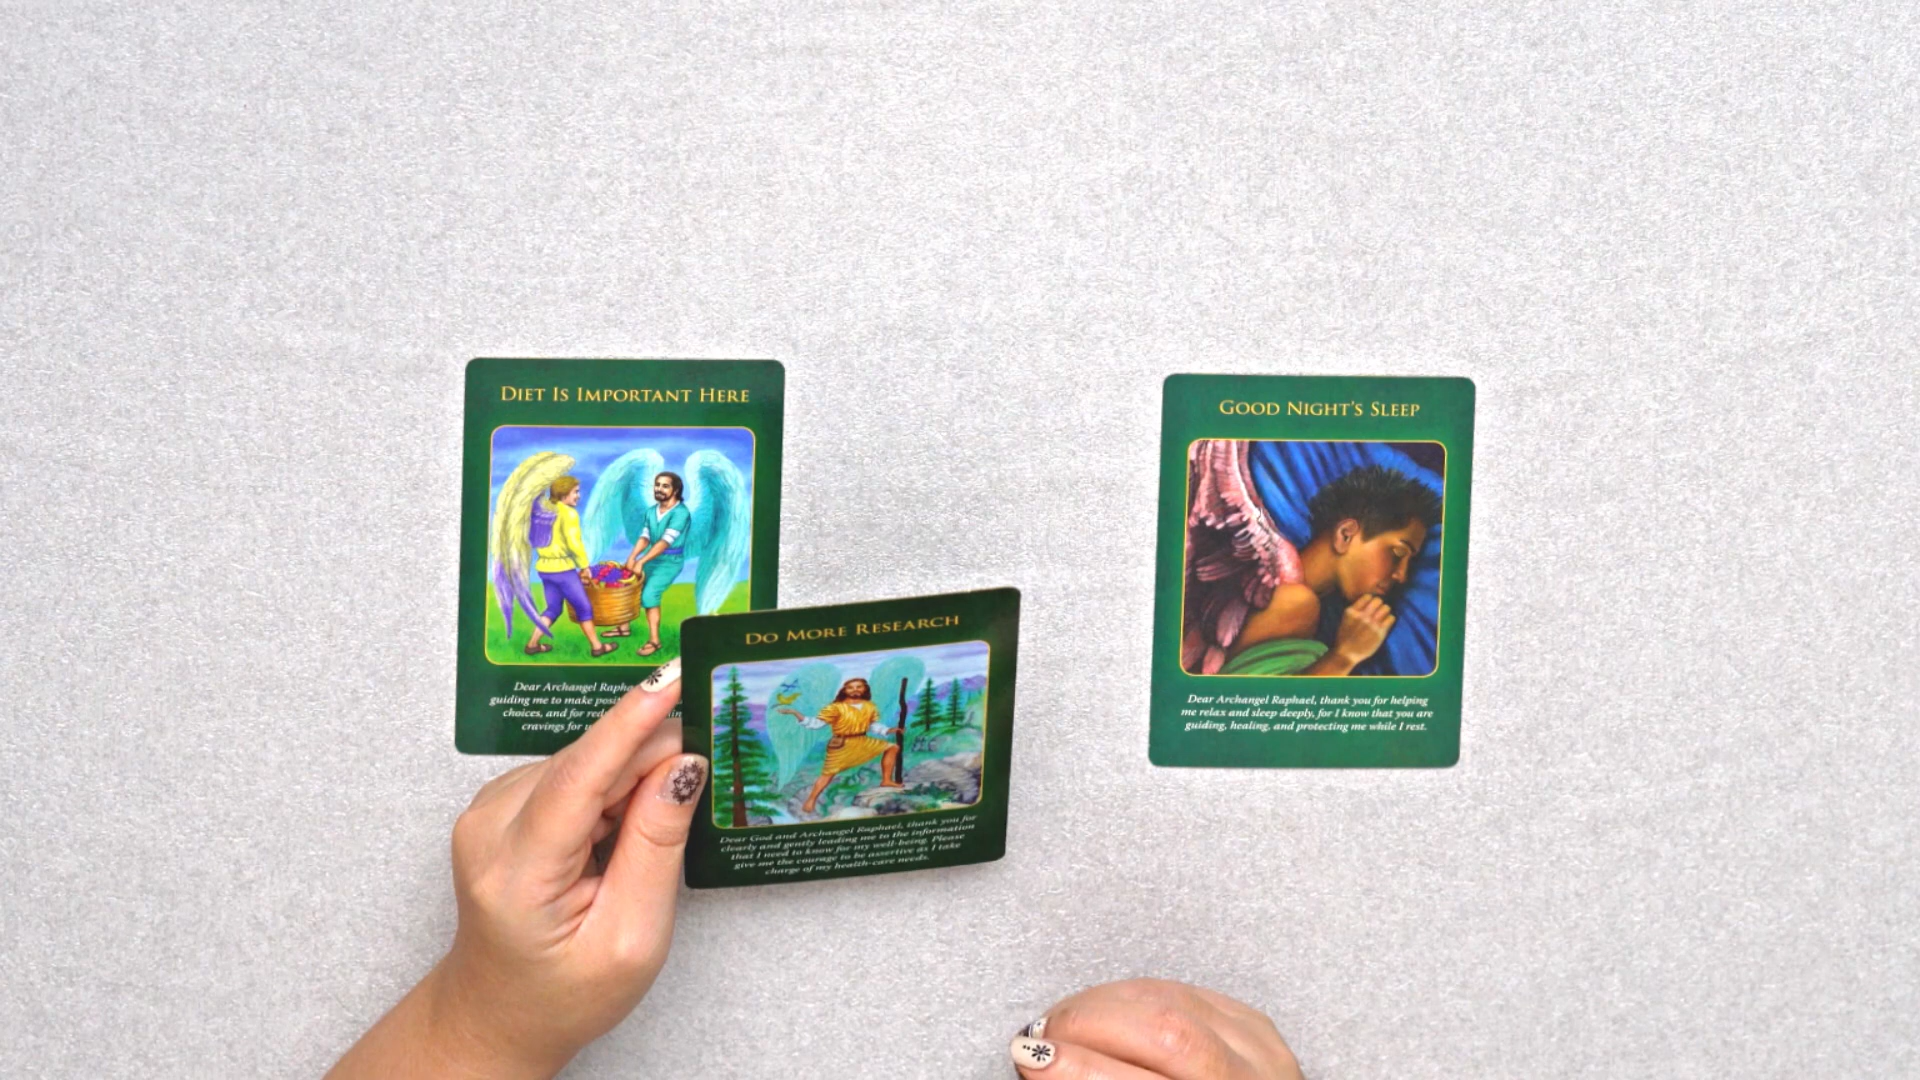 DIET IS IMPORTANT HERE
Dear Archangel
guiding me to make
choices, and for
cravings for
DO MORE RESEARCH
Dear God and Archangel Raphael, thank you for
clearly and gently leading me to the information
that I need to know for my well-being. Please
give me the courage to be assertive as I take
charge of my health-care needs.
GOOD NIGHT'S SLEEP
Dear Archangel Raphael, thank you for helping
me relax and sleep deeply, for I know that you are
guiding, healing, and protecting me while I rest.